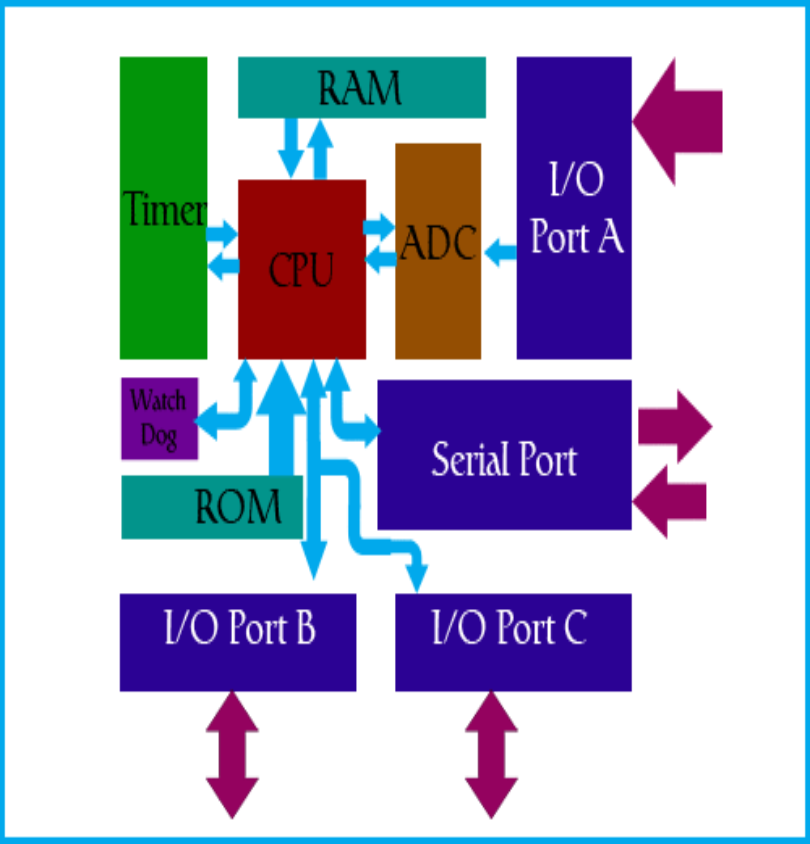 RAM
Timer
CPU
ADC
I/O
Port A
Watch
Dog
ROM
Serial Port
I/O Port B
I/O Port C